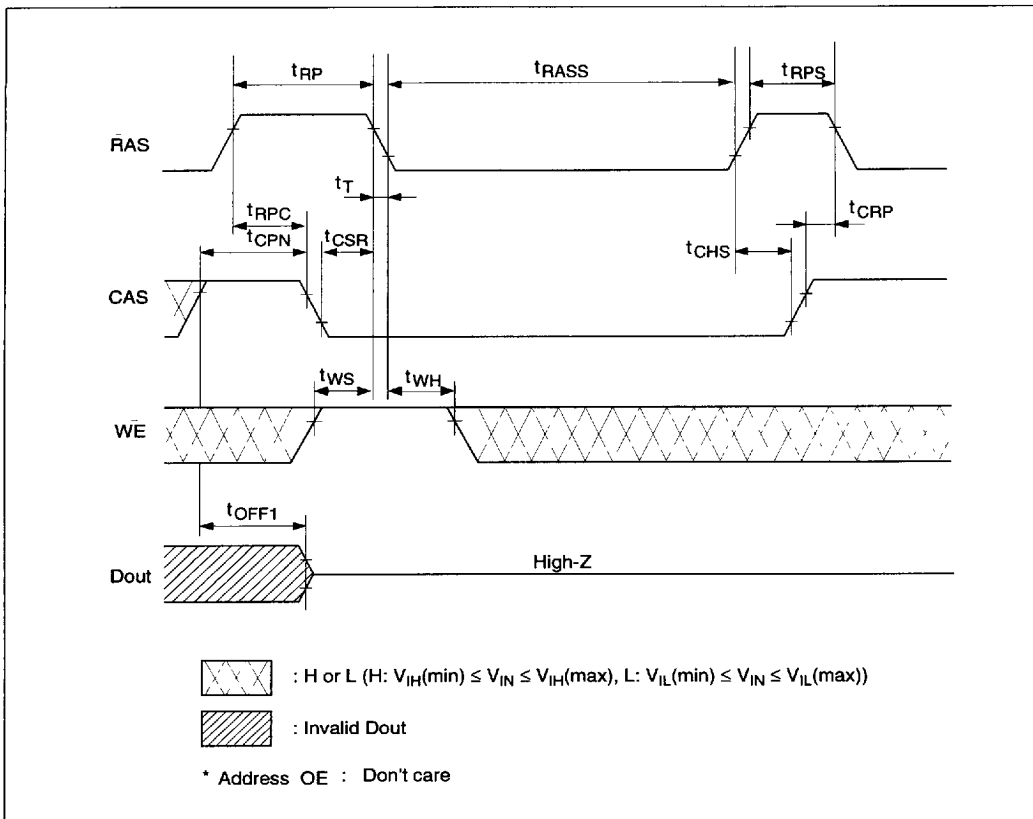 tRP
tRASS
tRPS
RAS
tT
tRPC
tCRP
tCPN
tCSR
tCHS
CAS
tWS
tWH
WE
tOFF1
Dout
High-Z
: H or L (H: VIH(min) ≤ VIN ≤ VIH(max), L: VIL(min) ≤ VIN ≤ VIL(max))
: Invalid Dout
* Address OE : Don't care